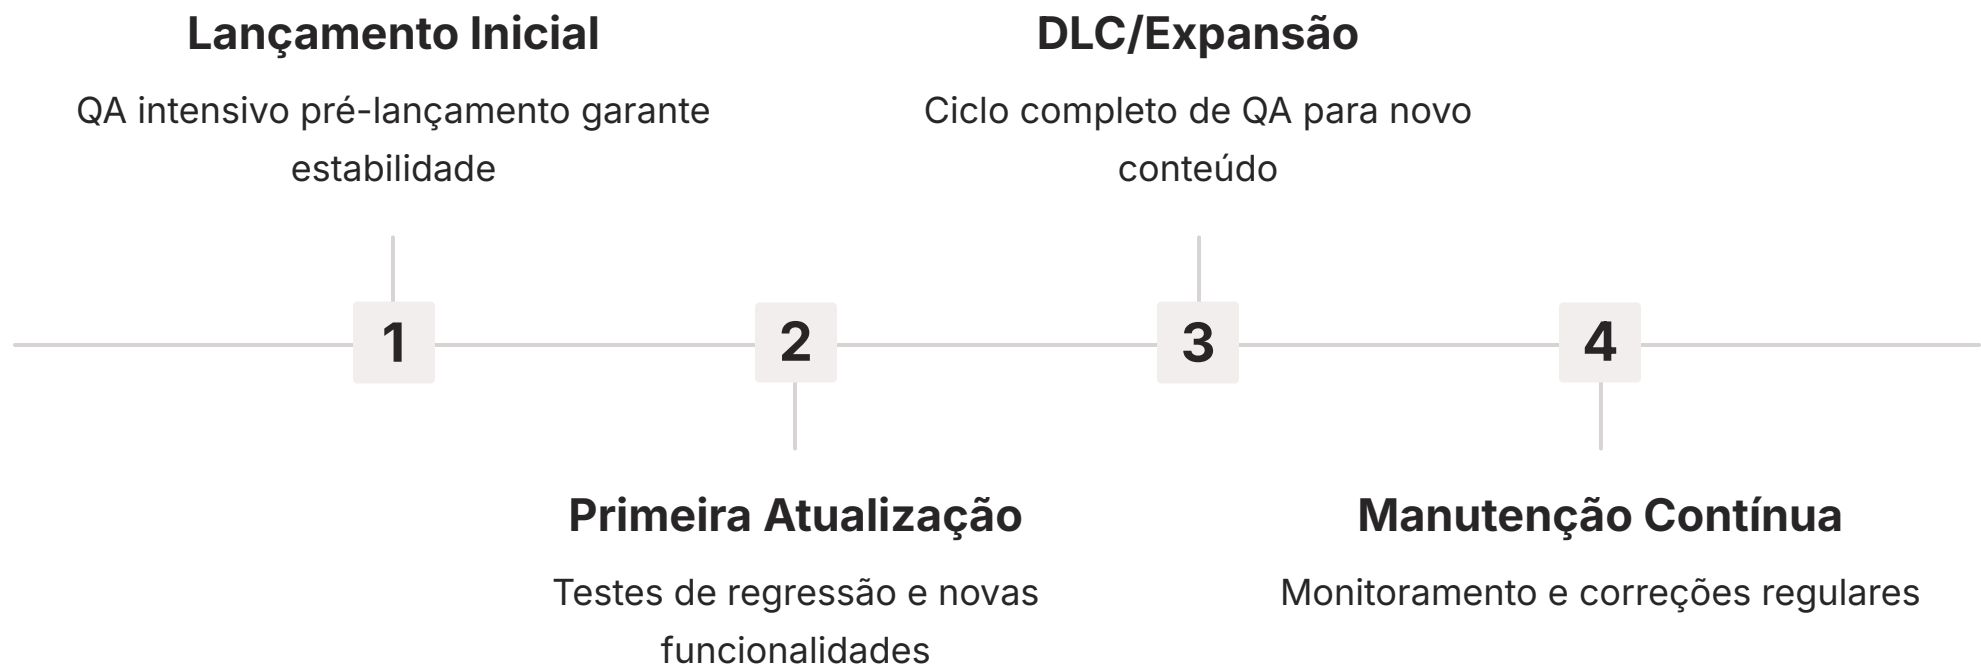 Lançamento Inicial
QA intensivo pré-lançamento garante
estabilidade
DLC/Expansão
Ciclo completo de QA para novo
conteúdo
1
2
3
4
Primeira Atualização
Testes de regressão e novas
funcionalidades
Manutenção Contínua
Monitoramento e correções regulares